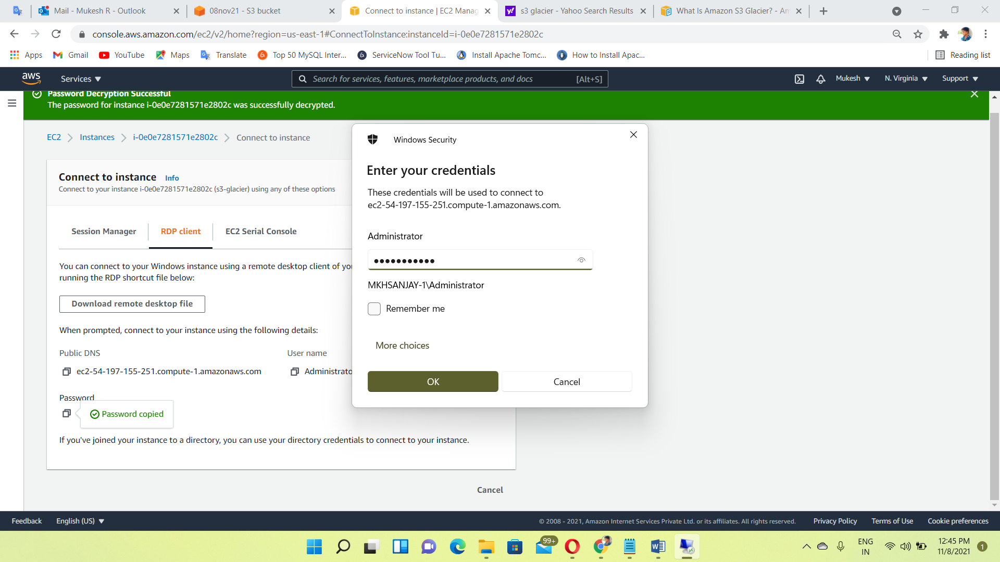 Mail - Mukesh R - Outlook
08nov21 - S3 bucket
Connect to instance | EC2 Manag
s3 glacier - Yahoo Search Results
What Is Amazon S3 Glacier? - Am
console.aws.amazon.com/ec2/v2/home?region=us-east-1#ConnectToInstance:instanceId=i-0e0e7281571e2802c
Apps
Gmail
YouTube
Maps
Translate
Top 50 MySQL Inter...
ServiceNow Tool Tu...
Install Apache Tomc...
How to Install Apac...
Reading list
aws
Services
Search for services, features, marketplace products, and docs
[Alt+S]
Mukesh
N. Virginia
Support
Password Decryption Successful
The password for instance i-0e0e7281571e2802c was successfully decrypted.
EC2
Instances
i-0e0e7281571e2802c
Connect to instance
Connect to instance
Info
Connect to your instance i-0e0e7281571e2802c (s3-glacier) using any of these options
Session Manager
RDP client
EC2 Serial Console
You can connect to your Windows instance using a remote desktop client of you
running the RDP shortcut file below:
Download remote desktop file
When prompted, connect to your instance using the following details:
Public DNS
User name
ec2-54-197-155-251.compute-1.amazonaws.com
Administrato
Password
Password copied
If you've joined your instance to a directory, you can use your directory credentials to connect to your instance.
Cancel
Windows Security
Enter your credentials
These credentials will be used to connect to
ec2-54-197-155-251.compute-1.amazonaws.com.
Administrator
●●●●●●●●●●●
MKHSANJAY-1\Administrator
Remember me
More choices
OK
Cancel
Feedback
English (US)
© 2008 - 2021, Amazon Internet Services Private Ltd. or its affiliates. All rights reserved.
Privacy Policy
Terms of Use
Cookie preferences
99+
ENG
IN
12:45 PM
11/8/2021
1